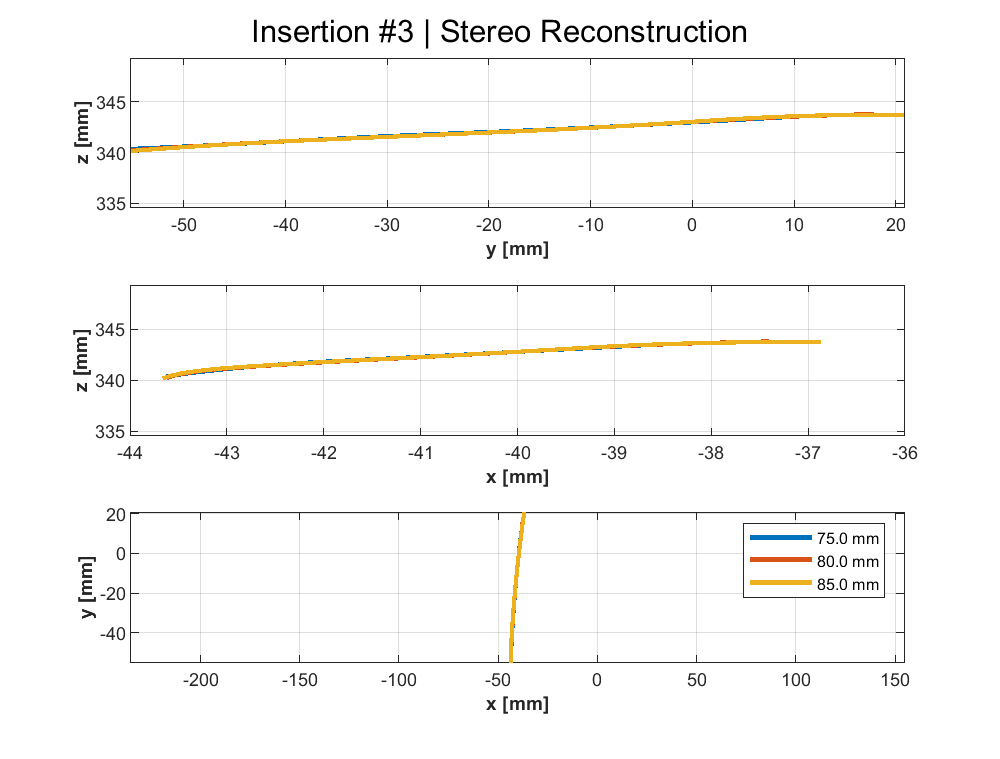 Insertion #3 | Stereo Reconstruction
345
340
335
z [mm]
-50 -40 -30 -20 -10 0 10 20
y [mm]
345
340
335
z [mm]
-44 -43 -42 -41 -40 -39 -38 -37 -36
x [mm]
20
0
-20
-40
y [mm]
75.0 mm
80.0 mm
85.0 mm
-200 -150 -100 -50 0 50 100 150
x [mm]